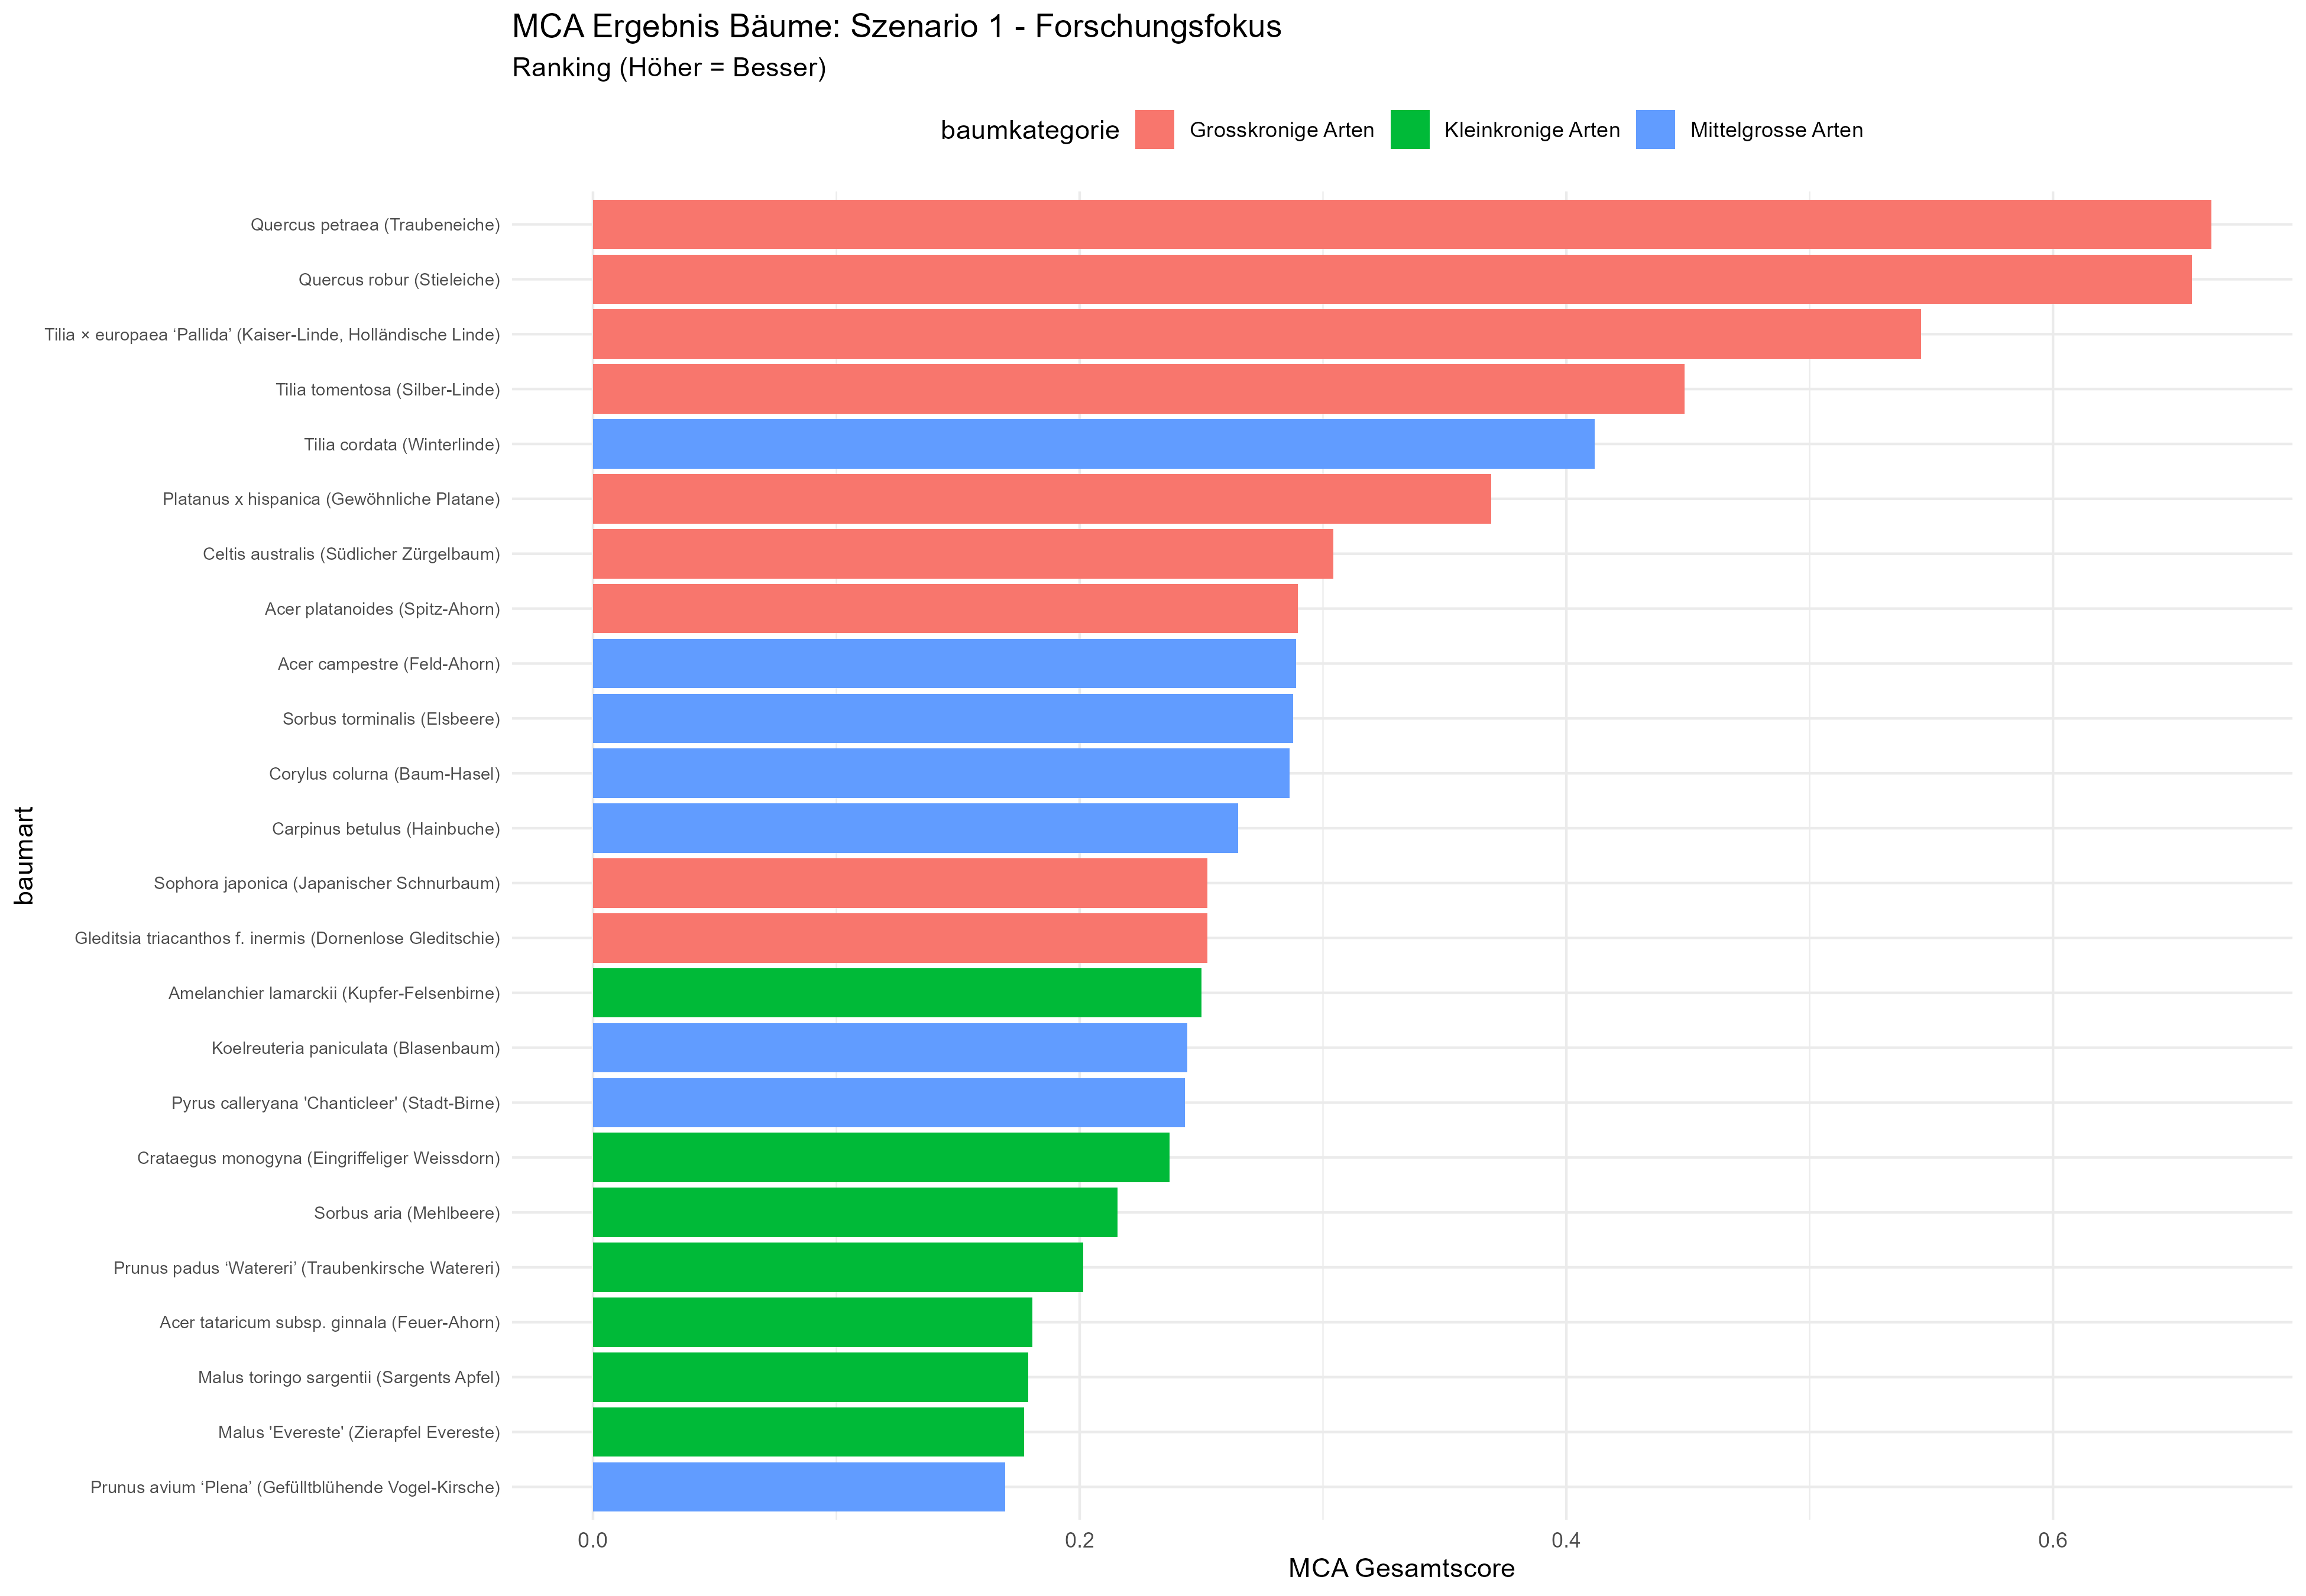 MCA Ergebnis Bäume: Szenario 1 - Forschungsfokus
Ranking (Höher = Besser)
baumkategorie
Grosskronige Arten
Kleinkronige Arten
Mittelgrosse Arten
baumart
Quercus petraea (Traubeneiche)
Quercus robur (Stieleiche)
Tilia × europaea ‘Pallida’ (Kaiser-Linde, Holländische Linde)
Tilia tomentosa (Silber-Linde)
Tilia cordata (Winterlinde)
Platanus x hispanica (Gewöhnliche Platane)
Celtis australis (Südlicher Zürgelbaum)
Acer platanoides (Spitz-Ahorn)
Acer campestre (Feld-Ahorn)
Sorbus torminalis (Elsbeere)
Corylus colurna (Baum-Hasel)
Carpinus betulus (Hainbuche)
Sophora japonica (Japanischer Schnurbaum)
Gleditsia triacanthos f. inermis (Dornenlose Gleditschie)
Amelanchier lamarckii (Kupfer-Felsenbirne)
Koelreuteria paniculata (Blasenbaum)
Pyrus calleryana 'Chanticleer' (Stadt-Birne)
Crataegus monogyna (Eingriffeliger Weissdorn)
Sorbus aria (Mehlbeere)
Prunus padus ‘Watereri’ (Traubenkirsche Watereri)
Acer tataricum subsp. ginnala (Feuer-Ahorn)
Malus toringo sargentii (Sargents Apfel)
Malus 'Evereste' (Zierapfel Evereste)
Prunus avium ‘Plena’ (Gefülltblühende Vogel-Kirsche)
0.0
0.2
0.4
0.6
MCA Gesamtscore